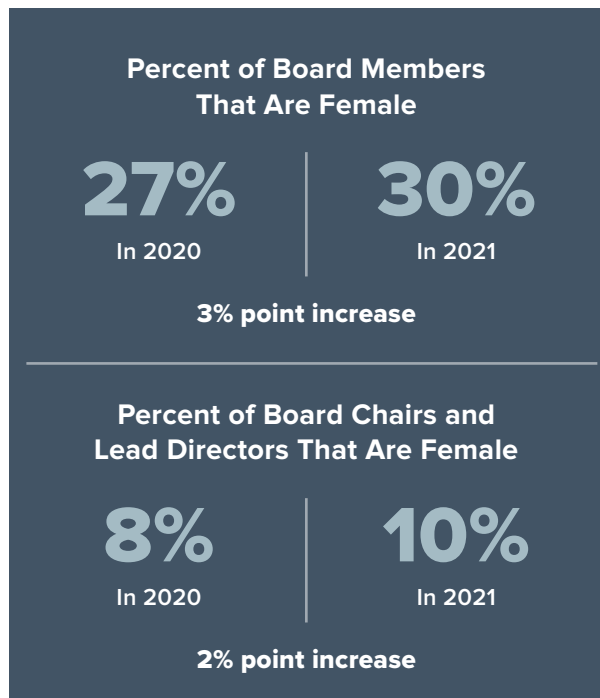 Percent of Board Members
That Are Female
27% 30%
In 2020 In 2021
3% point increase
Percent of Board Chairs and
Lead Directors That Are Female
8% 10%
In 2020 In 2021
2% point increase